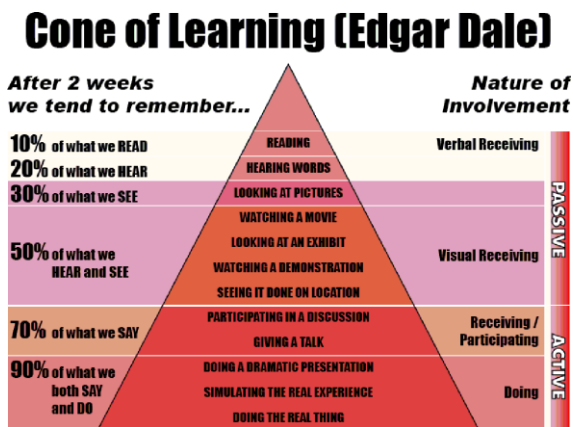 Cone of Learning (Edgar Dale)
After 2 weeks
we tend to remember...
Nature of
Involvement
10% of what we READ
READING
Verbal Receiving
20% of what we HEAR
HEARING WORDS
30% of what we SEE
LOOKING AT PICTURES
50% of what we
HEAR and SEE
WATCHING A MOVIE
LOOKING AT AN EXHIBIT
WATCHING A DEMONSTRATION
SEEING IT DONE ON LOCATION
Visual Receiving
PASSIVE
70% of what we SAY
PARTICIPATING IN A DISCUSSION
GIVING A TALK
Receiving /
Participating
90% of what we
both SAY
and DO
DOING A DRAMATIC PRESENTATION
SIMULATING THE REAL EXPERIENCE
DOING THE REAL THING
Doing
ACTIVE